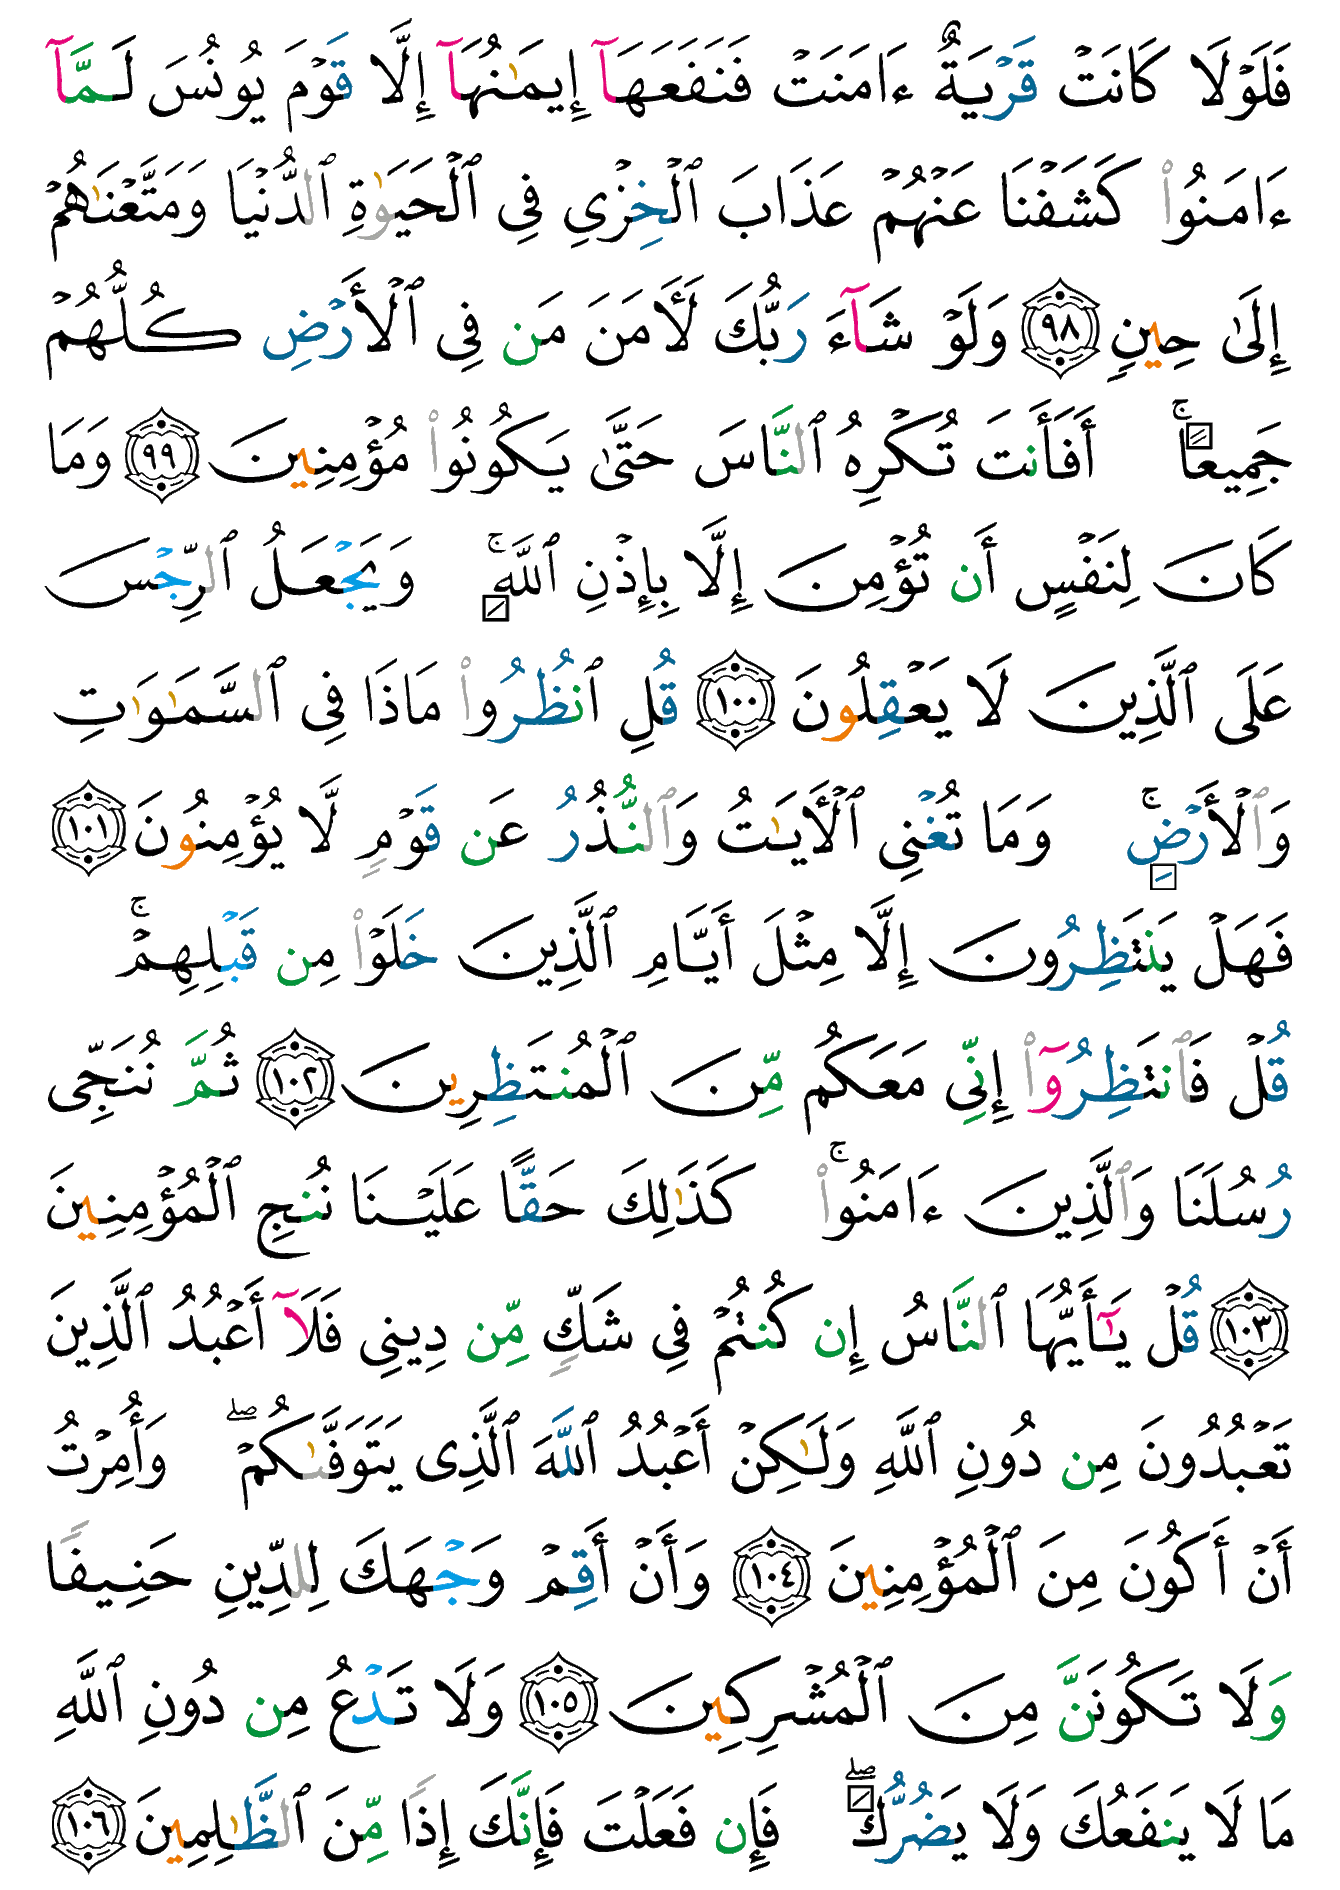 فَلَوْلَا كَانَتْ قَرْيَةٌ ءَامَنَتْ فَنَفَعَهَآ إِيمَـٰنُهَآ إِلَّا قَوْمَ يُونُسَ لَمَّآ
ءَامَنُوا۟ كَشَفْنَا عَنْهُمْ عَذَابَ ٱلْخِزْىِ فِى ٱلْحَيَوٰةِ ٱلدُّنْيَا وَمَتَّعْنَـٰهُمْ
إِلَىٰ حِينٍ ٩٨ وَلَوْ شَآءَ رَبُّكَ لَـَٔامَنَ مَن فِى ٱلْأَرْضِ كُلُّهُمْ
جَمِيعًا ۚ أَفَأَنتَ تُكْرِهُ ٱلنَّاسَ حَتَّىٰ يَكُونُوا۟ مُؤْمِنِينَ ٩٩ وَمَا
كَانَ لِنَفْسٍ أَن تُؤْمِنَ إِلَّا بِإِذْنِ ٱللَّهِ ۚ وَيَجْعَلُ ٱلرِّجْسَ
عَلَى ٱلَّذِينَ لَا يَعْقِلُونَ ١٠٠ قُلِ ٱنظُرُوا۟ مَاذَا فِى ٱلسَّمَـٰوَٰتِ
وَٱلْأَرْضِ ۚ وَمَا تُغْنِى ٱلْـَٔايَـٰتُ وَٱلنُّذُرُ عَن قَوْمٍ لَّا يُؤْمِنُونَ ١٠١
فَهَلْ يَنتَظِرُونَ إِلَّا مِثْلَ أَيَّامِ ٱلَّذِينَ خَلَوْا۟ مِن قَبْلِهِمْ ۚ
قُلْ فَٱنتَظِرُوٓا۟ إِنِّى مَعَكُم مِّنَ ٱلْمُنتَظِرِينَ ١٠٢ ثُمَّ نُنَجِّى
رُسُلَنَا وَٱلَّذِينَ ءَامَنُوا۟ ۚ كَذَٰلِكَ حَقًّا عَلَيْنَا نُنجِ ٱلْمُؤْمِنِينَ
١٠٣ قُلْ يَـٰٓأَيُّهَا ٱلنَّاسُ إِن كُنتُمْ فِى شَكٍّ مِّن دِينِى فَلَآ أَعْبُدُ ٱلَّذِينَ
تَعْبُدُونَ مِن دُونِ ٱللَّهِ وَلَـٰكِنْ أَعْبُدُ ٱللَّهَ ٱلَّذِى يَتَوَفَّىٰكُمْ ۖ وَأُمِرْتُ
أَنْ أَكُونَ مِنَ ٱلْمُؤْمِنِينَ ١٠٤ وَأَنْ أَقِمْ وَجْهَكَ لِلدِّينِ حَنِيفًا
وَلَا تَكُونَنَّ مِنَ ٱلْمُشْرِكِينَ ١٠٥ وَلَا تَدْعُ مِن دُونِ ٱللَّهِ
مَا لَا يَنفَعُكَ وَلَا يَضُرُّكَ ۖ فَإِن فَعَلْتَ فَإِنَّكَ إِذًا مِّنَ ٱلظَّـٰلِمِينَ ١٠٦